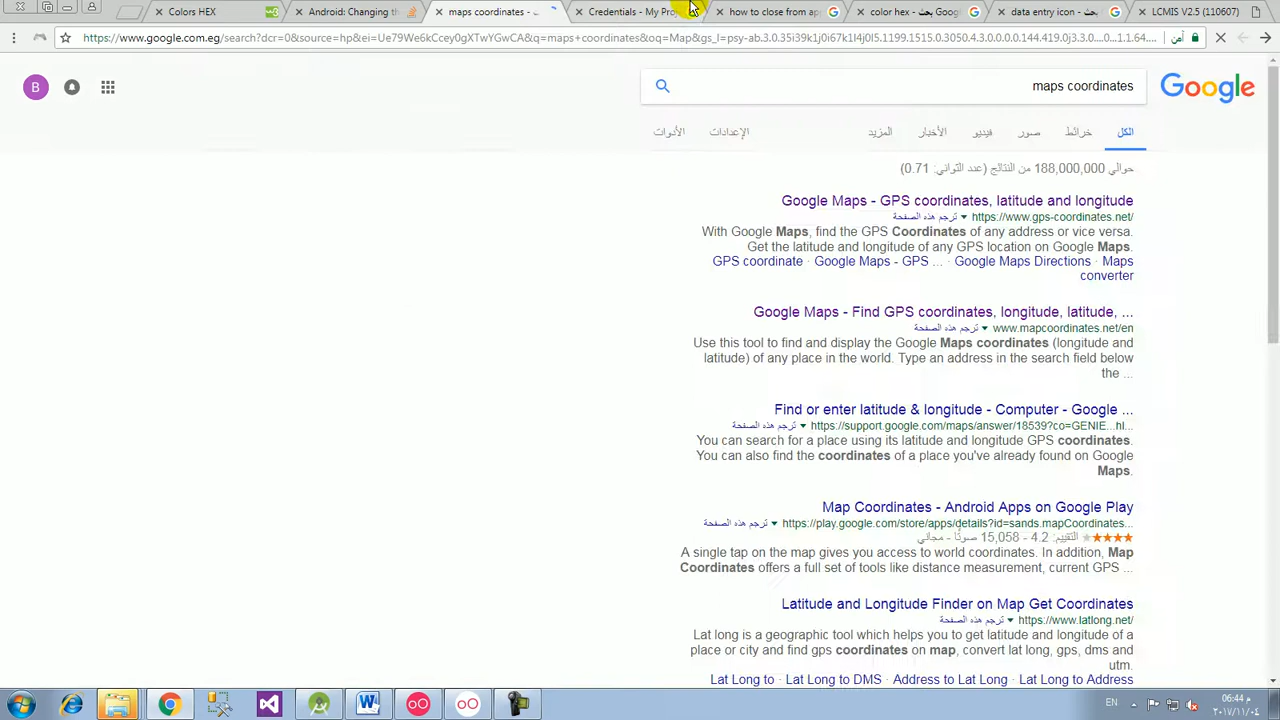 Colors HEX
Android: Changing th
maps coordinates -
Credentials - My Pro
how to close from ap
color hex - بحث Goog
data entry icon - بحث
LCMIS V2.5 (110607)
https://www.google.com.eg/search?dcr=0&source=hp&ei=Ue79We6kCcey0gXTwYGwCA&q=maps+coordinates&oq=Map&gs_l=psy-ab.3.0.35i39k1j0i67k1l4j0l5.1199.1515.0.3050.4.3.0.0.0.0.144.419.0j3.3.0....0...1.1.64....
آمن
B
maps coordinates
Google
الكل
خرائط
صور
فيديو
الأخبار
المزيد
الإعدادات
الأدوات
حوالي 188,000,000 من النتائج (عدد الثواني: 0.71)
Google Maps - GPS coordinates, latitude and longitude
https://www.gps-coordinates.net/ ترجم هذه الصفحة
With Google Maps, find the GPS Coordinates of any address or vice versa.
Get the latitude and longitude of any GPS location on Google Maps.
GPS coordinate · Google Maps - GPS ... · Google Maps Directions · Maps
converter
Google Maps - Find GPS coordinates, longitude, latitude, ...
www.mapcoordinates.net/en ترجم هذه الصفحة
Use this tool to find and display the Google Maps coordinates (longitude and
latitude) of any place in the world. Type an address in the search field below
the ...
Find or enter latitude & longitude - Computer - Google ...
https://support.google.com/maps/answer/18539?co=GENIE...hl... ترجم هذه الصفحة
You can search for a place using its latitude and longitude GPS coordinates.
You can also find the coordinates of a place you've already found on Google
Maps.
Map Coordinates - Android Apps on Google Play
https://play.google.com/store/apps/details?id=sands.mapCoordinates... ترجم هذه الصفحة
التقييم: 4.2 - 15,058 صوتًا - مجاني
A single tap on the map gives you access to world coordinates. In addition, Map
Coordinates offers a full set of tools like distance measurement, current GPS ...
Latitude and Longitude Finder on Map Get Coordinates
https://www.latlong.net/ ترجم هذه الصفحة
Lat long is a geographic tool which helps you to get latitude and longitude of a
place or city and find gps coordinates on map, convert lat long, gps, dms and
utm.
Lat Long to · Lat Long to DMS · Address to Lat Long · Lat Long to Address
EN
06:44 م
٢٠١٧/١١/٠٤